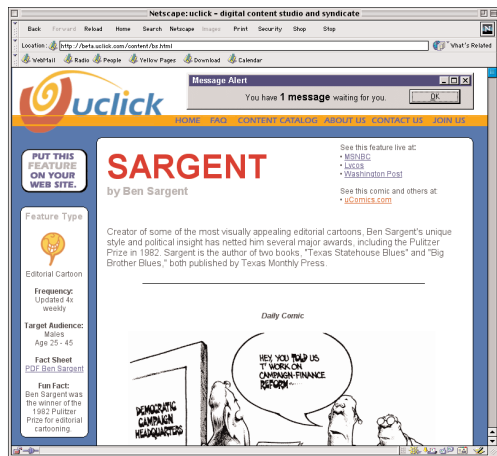 Netscape: uclick - digital content studio and syndicate
Back Forward Reload Home Search Netscape Images Print Security Shop Stop
Location: http://beta.uclick.com/content/bs.html What's Related
WebMail Radio People Yellow Pages Download Calendar
uclick
Message Alert
You have 1 message waiting for you.
OK
HOME FAQ CONTENT CATALOG ABOUT US CONTACT US JOIN US
PUT THIS
FEATURE
ON YOUR
WEB SITE.
SARGENT
by Ben Sargent
See this feature live at:
• MSNBC
• Lycos
• Washington Post
See this comic and others at:
• uComics.com
Feature Type
Editorial Cartoon
Frequency:
Updated 4x
weekly
Target Audience:
Males
Age 25 - 45
Fact Sheet
PDF Ben Sargent
Fun Fact:
Ben Sargent was
the winner of the
1982 Pulitzer
Prize for editorial
cartooning.
Creator of some of the most visually appealing editorial cartoons, Ben Sargent's unique
style and political insight has netted him several major awards, including the Pulitzer
Prize in 1982. Sargent is the author of two books, "Texas Statehouse Blues" and "Big
Brother Blues," both published by Texas Monthly Press.
Daily Comic
HEY, YOU TOLD US
T' WORK ON
CAMPAIGN-FINANCE
REFORM--
DEMOCRATIC
CAMPAIGN
HEADQUARTERS